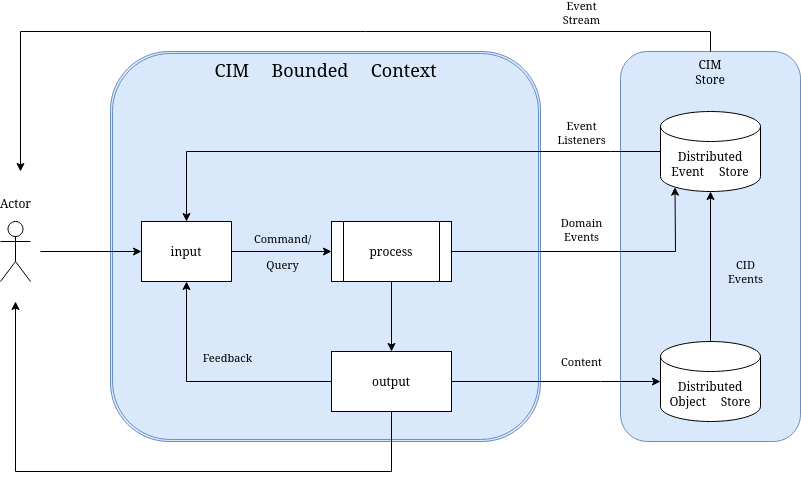 Event
Stream
CIM Bounded Context
CIM
Store
Event
Listeners
Distributed
Event Store
Actor
input
Command/
Query
process
Domain
Events
CID
Events
Feedback
output
Content
Distributed
Object Store